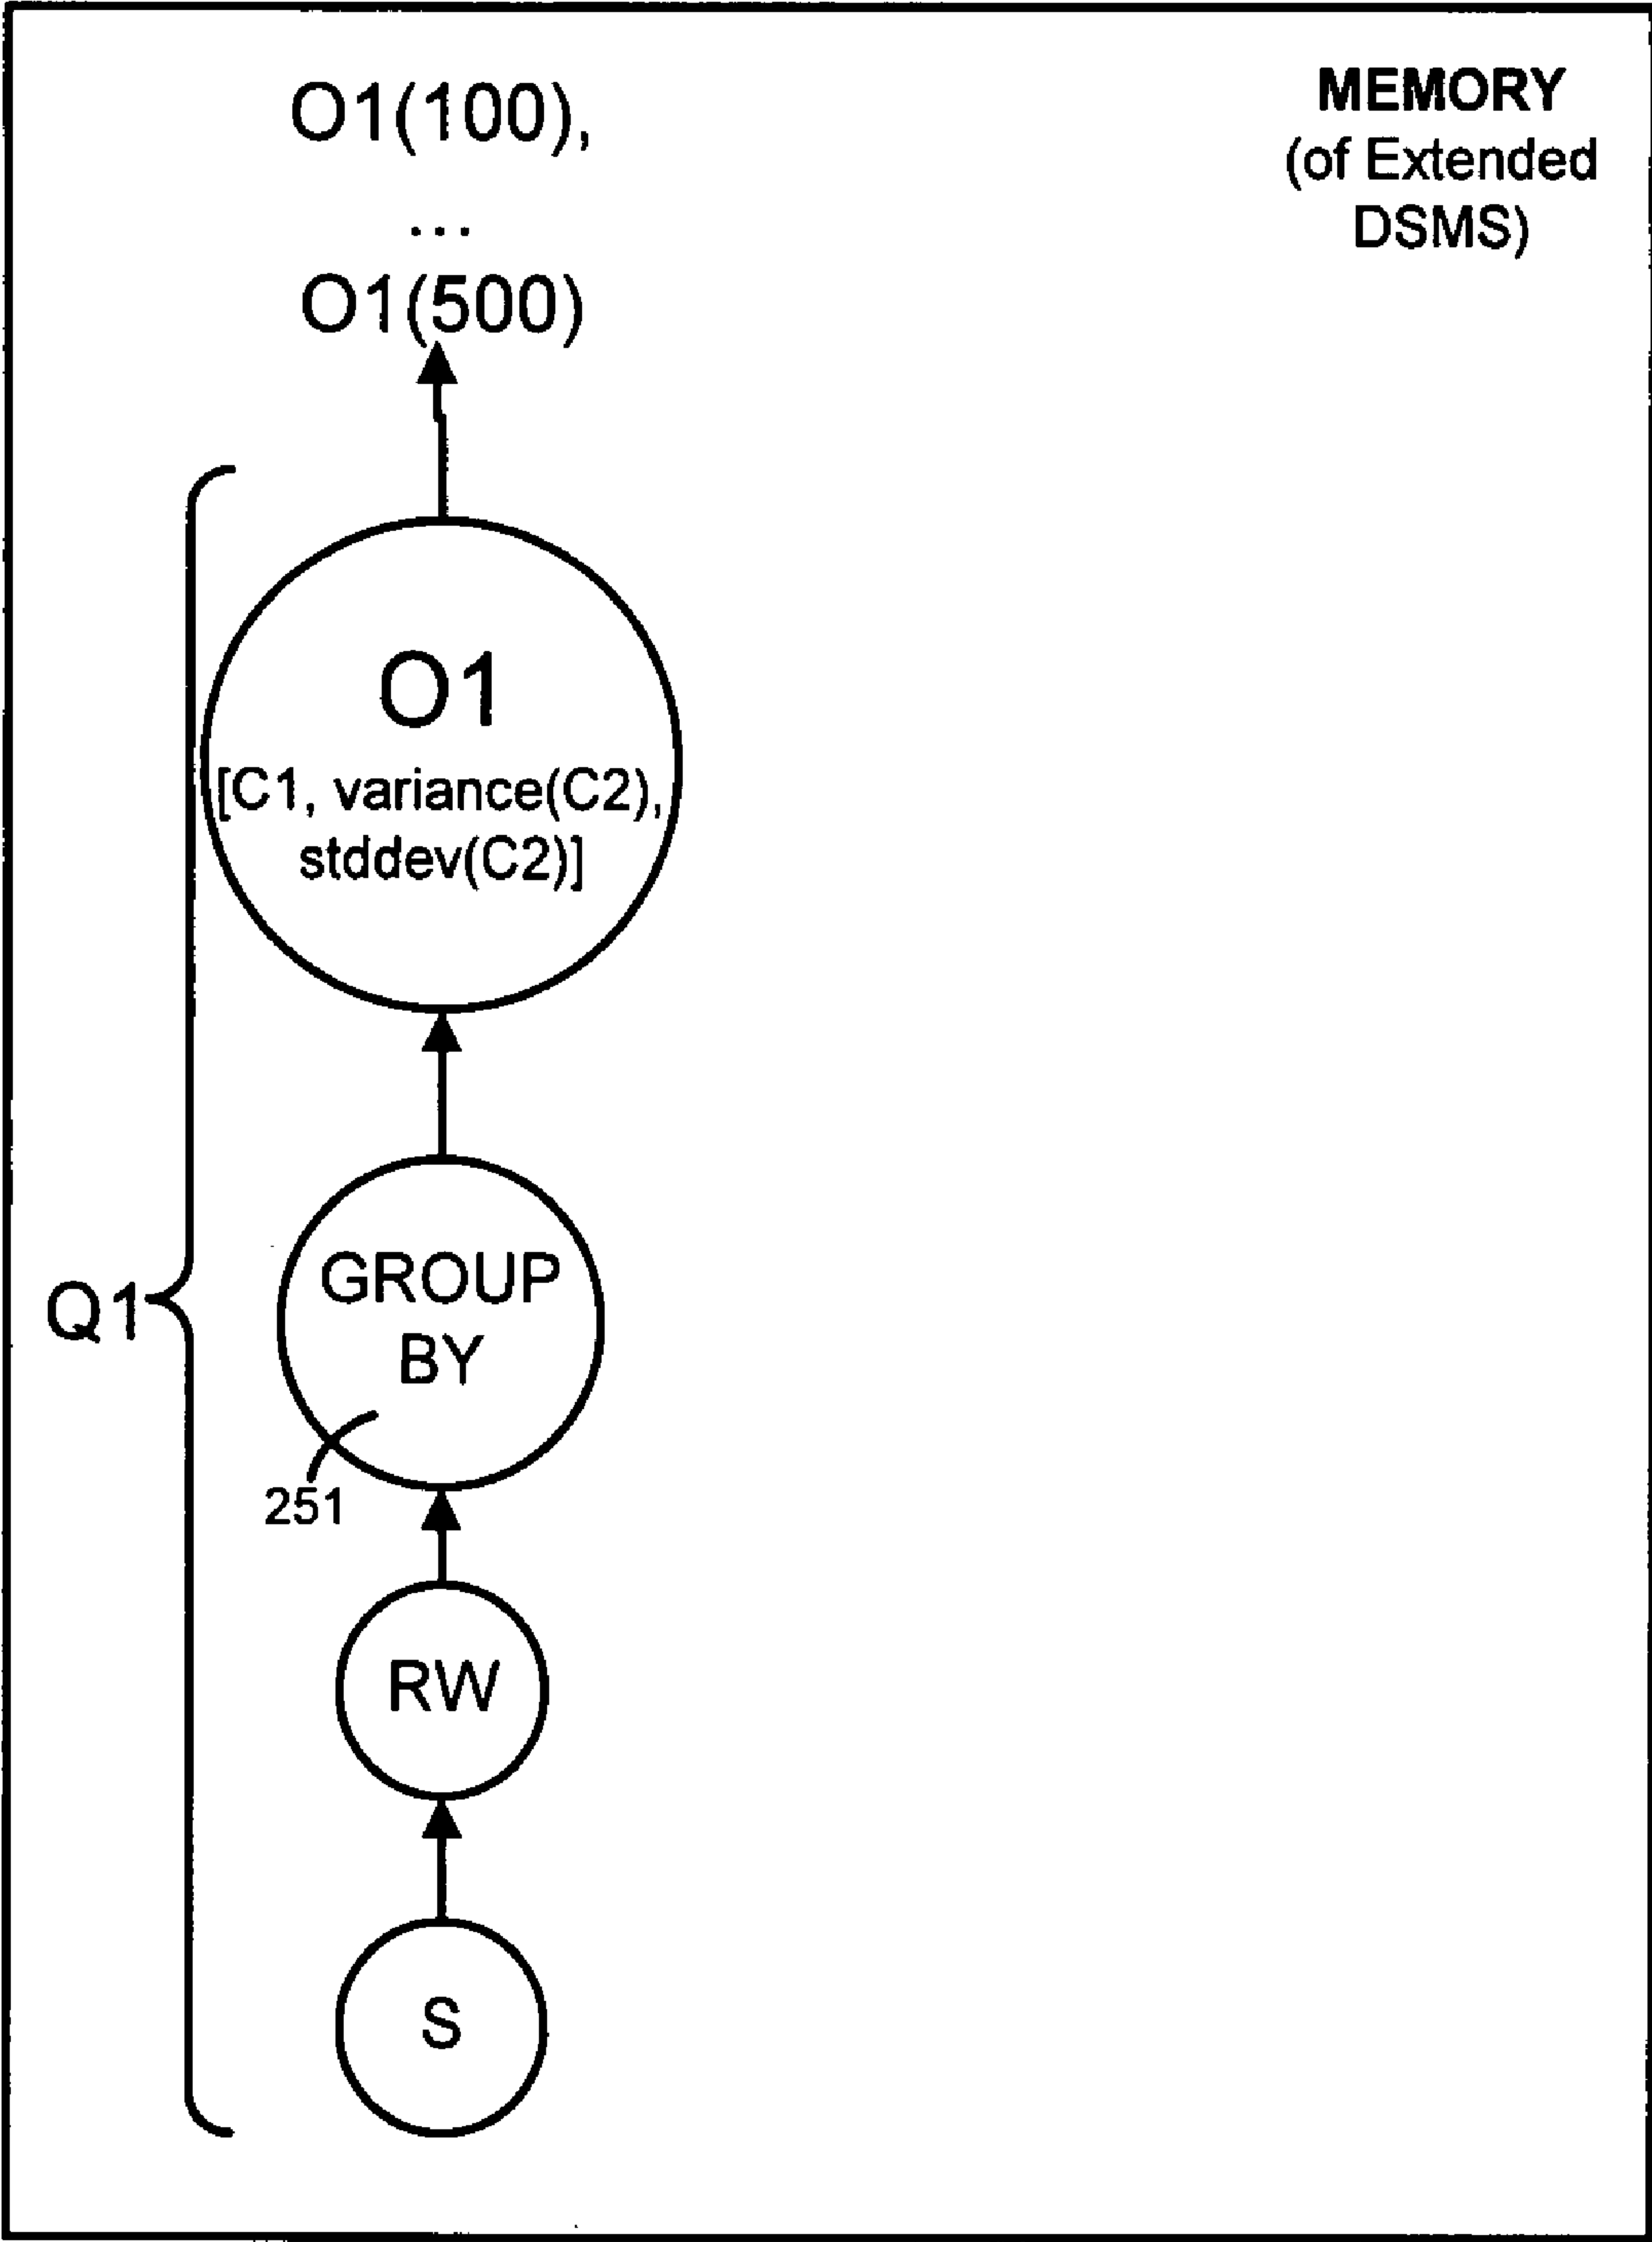 O1(100),
...
O1(500)
MEMORY
(of Extended
DSMS)
O1
[C1, variance(C2),
stddev(C2)]
Q1
GROUP
BY
251
RW
S